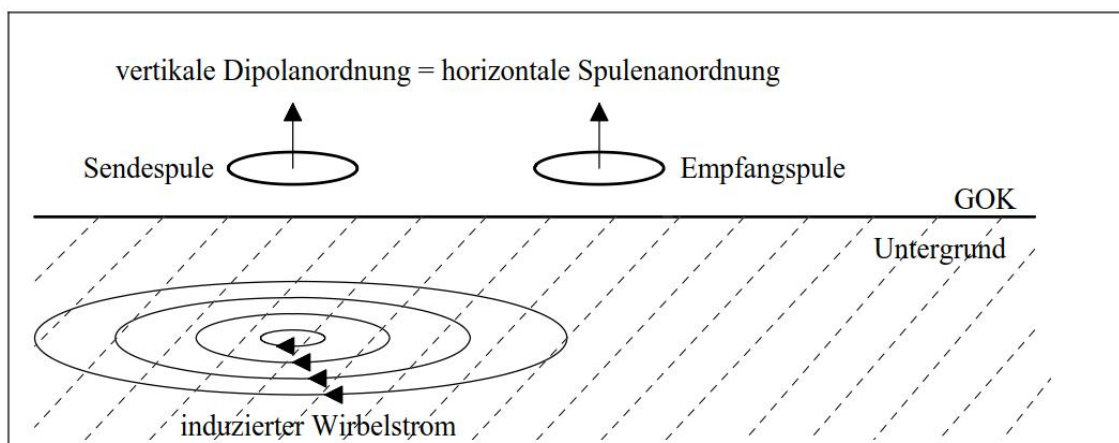 vertikale Dipolanordnung = horizontale Spulenanordnung
Sendespule
Empfangspule
GOK
Untergrund
induzierter Wirbelstrom